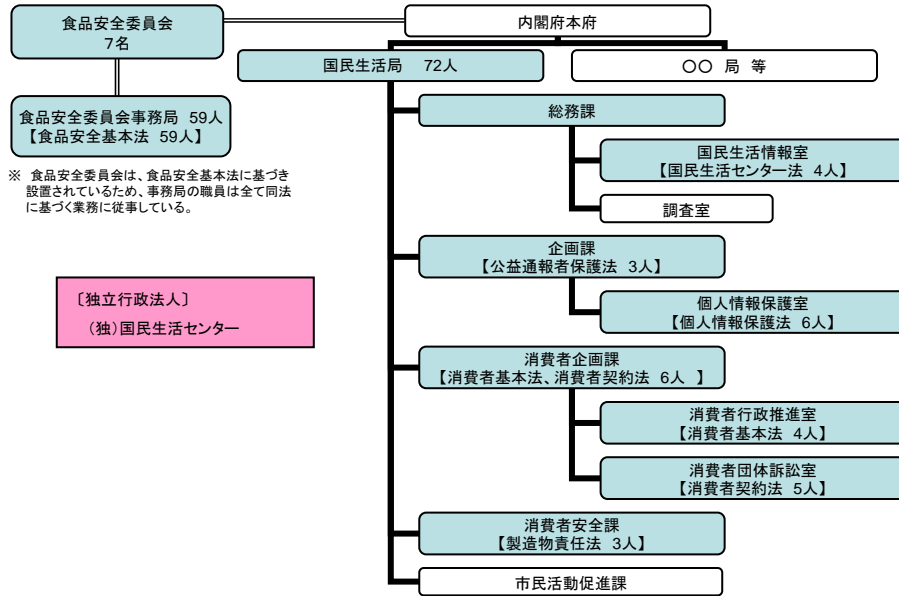 食品安全委員会
7名
内閣府本府
国民生活局 72人
○○ 局 等
食品安全委員会事務局 59人
【食品安全基本法 59人】
※ 食品安全委員会は、食品安全基本法に基づき
設置されているため、事務局の職員は全て同法
に基づく業務に従事している。
総務課
国民生活情報室
【国民生活センター法 4人】
調査室
企画課
【公益通報者保護法 3人】
個人情報保護室
【個人情報保護法 6人】
〔独立行政法人〕
(独)国民生活センター
消費者企画課
【消費者基本法、消費者契約法 6人 】
消費者行政推進室
【消費者基本法 4人】
消費者団体訴訟室
【消費者契約法 5人】
消費者安全課
【製造物責任法 3人】
市民活動促進課